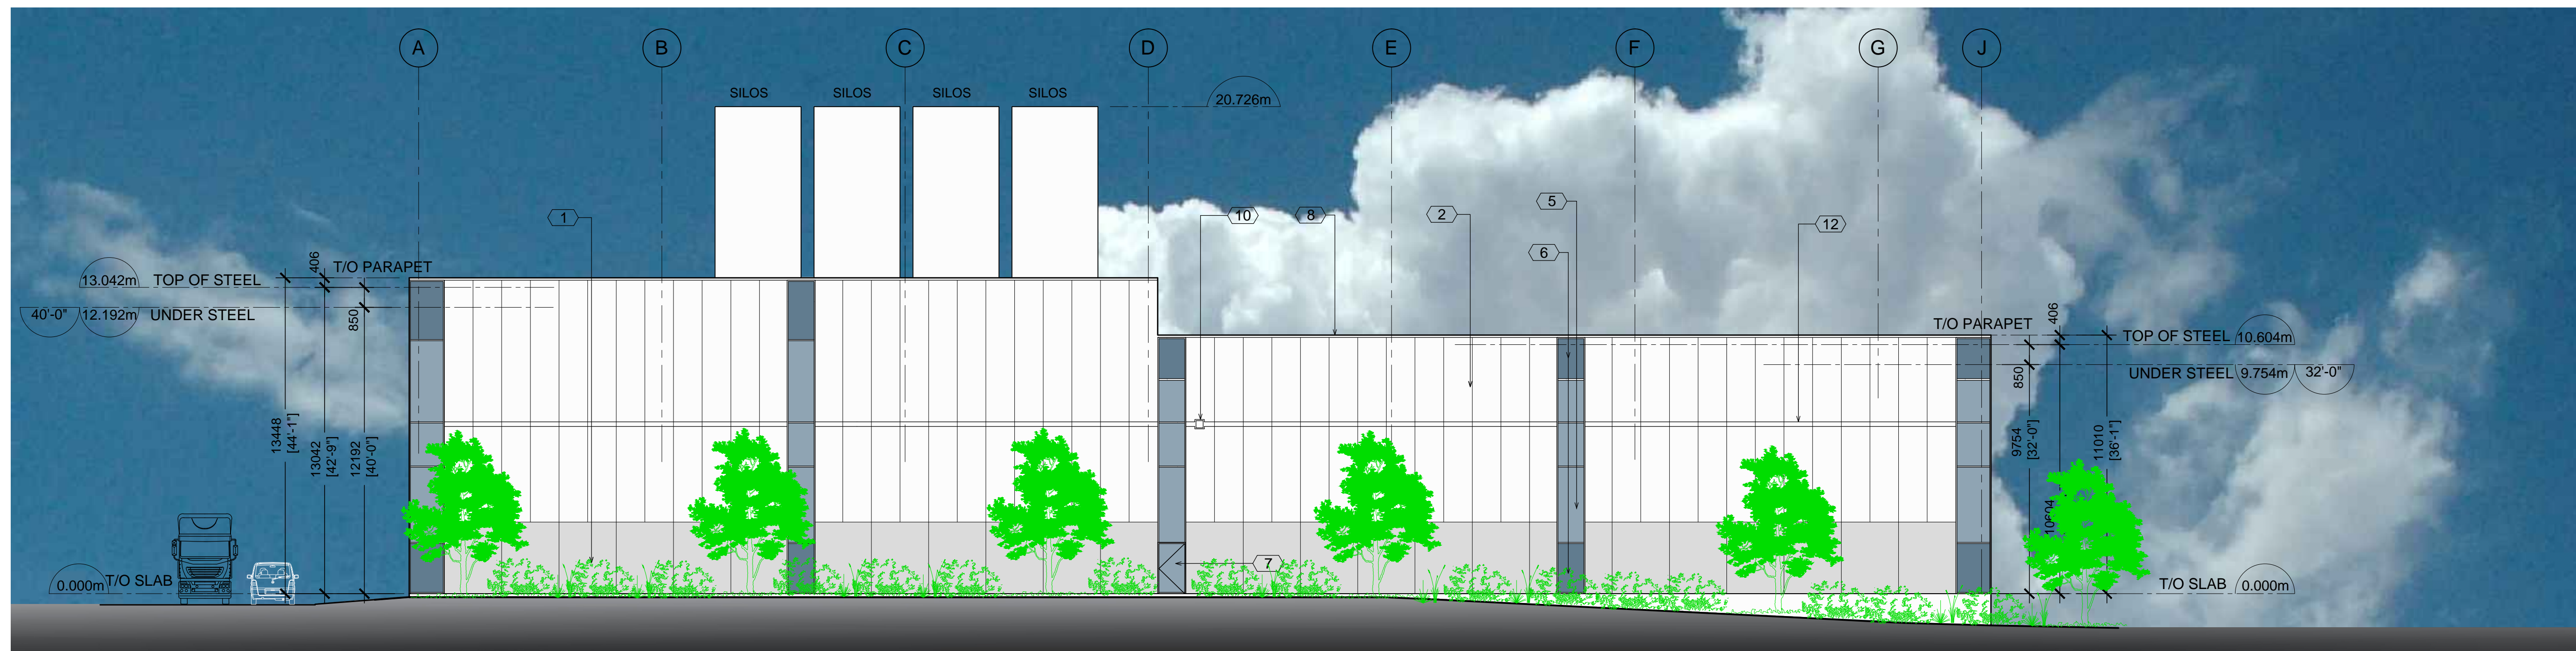 A
B
C
D
E
F
G
J
SILOS
SILOS
SILOS
SILOS
20.726m
1
10
8
2
5
6
12
7
406
T/O PARAPET
13.042m TOP OF STEEL
40'-0" 12.192m UNDER STEEL
850
13448
[44'-1"]
13042
[42'-9"]
12192
[40'-0"]
0.000m T/O SLAB
T/O PARAPET
406
TOP OF STEEL 10.604m
UNDER STEEL 9.754m 32'-0"
850
9754
[32'-0"]
10604
11010
[36'-1"]
T/O SLAB 0.000m